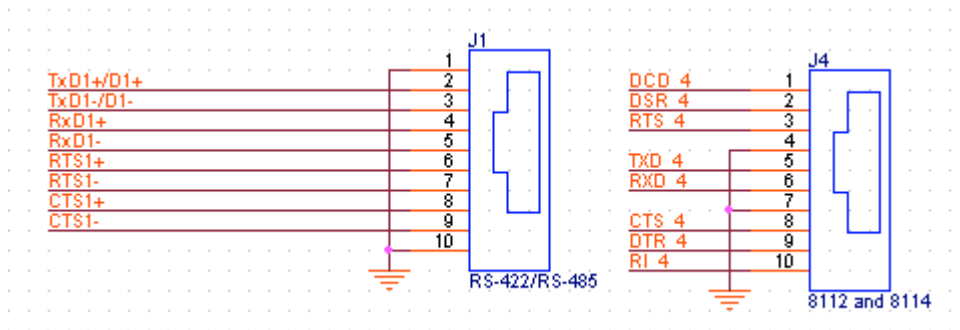 J1
1
TxD1+/D1+ 2
TxD1-/D1- 3
RxD1+ 4
RxD1- 5
RTS1+ 6
RTS1- 7
CTS1+ 8
CTS1- 9
10
RS-422/RS-485
J4
DCD 4 1
DSR 4 2
RTS 4 3
4
TXD 4 5
RXD 4 6
7
CTS 4 8
DTR 4 9
RI 4 10
8112 and 8114